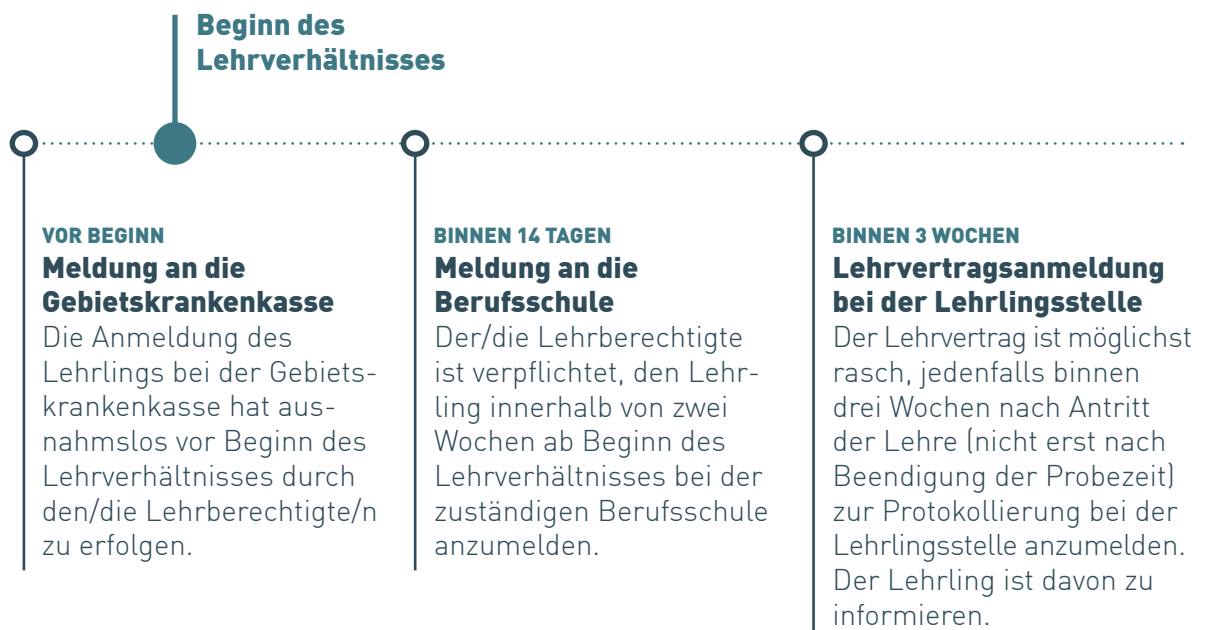 Beginn des
Lehrverhältnisses
VOR BEGINN
Meldung an die
Gebietskrankenkasse
Die Anmeldung des
Lehrlings bei der Gebiets-
krankenkasse hat aus-
nahmslos vor Beginn des
Lehrverhältnisses durch
den/die Lehrberechtigte/n
zu erfolgen.
BINNEN 14 TAGEN
Meldung an die
Berufsschule
Der/die Lehrberechtigte
ist verpflichtet, den Lehr-
ling innerhalb von zwei
Wochen ab Beginn des
Lehrverhältnisses bei der
zuständigen Berufsschule
anzumelden.
BINNEN 3 WOCHEN
Lehrvertragsanmeldung
bei der Lehrlingsstelle
Der Lehrvertrag ist möglichst
rasch, jedenfalls binnen
drei Wochen nach Antritt
der Lehre (nicht erst nach
Beendigung der Probezeit)
zur Protokollierung bei der
Lehrlingsstelle anzumelden.
Der Lehrling ist davon zu
informieren.